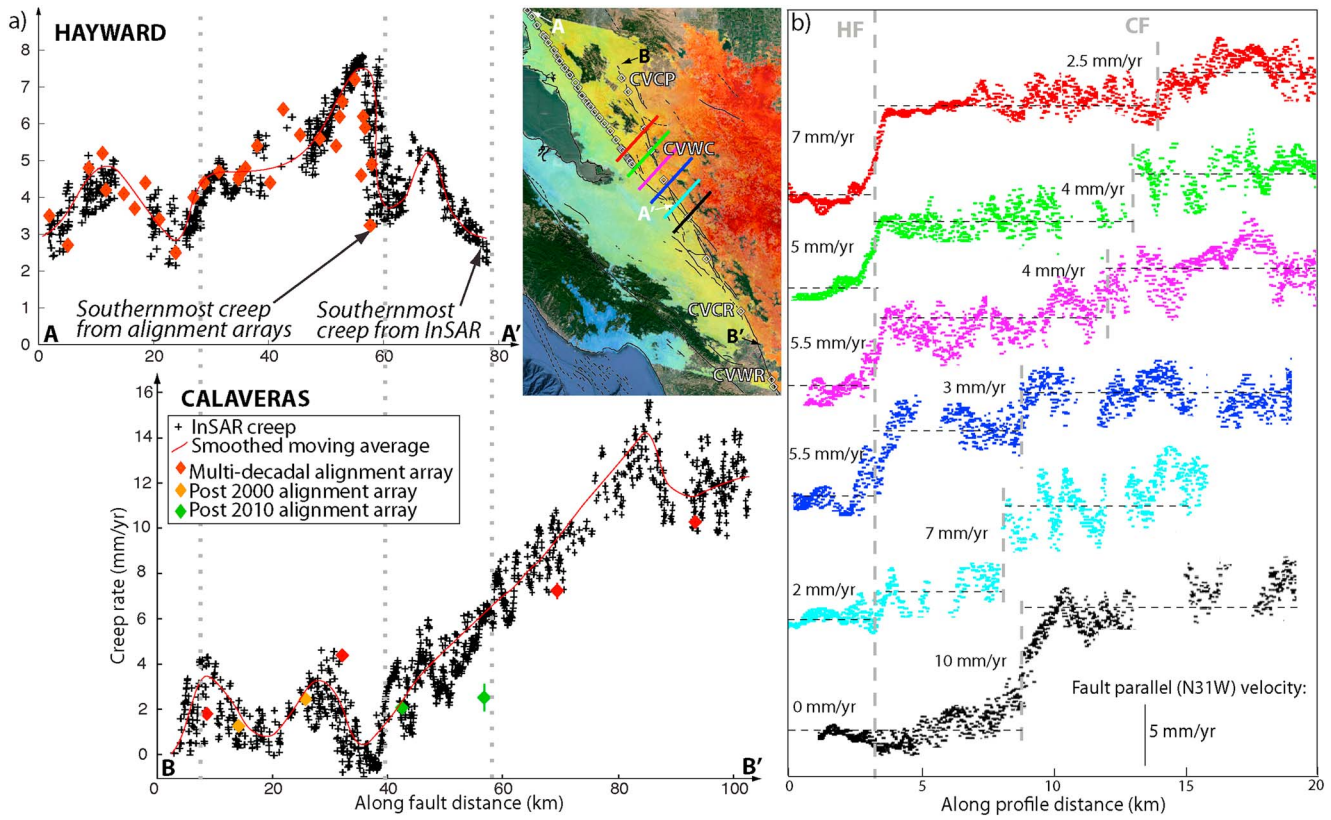 a)
HAYWARD
8
7
6
5
4
3
2
1
0
Southernmost creep
from alignment arrays
Southernmost
creep from InSAR
A
A’
0
20
40
60
80
A
B
CVCP
CVWC
A’
CVCR
B’
CVWR
CALAVERAS
InSAR creep
Smoothed moving average
Multi-decadal alignment array
Post 2000 alignment array
Post 2010 alignment array
Creep rate (mm/yr)
16
14
12
10
8
6
4
2
0
B
B’
0
20
40
60
80
100
Along fault distance (km)
b)
HF
CF
2.5 mm/yr
7 mm/yr
4 mm/yr
5 mm/yr
4 mm/yr
5.5 mm/yr
3 mm/yr
5.5 mm/yr
7 mm/yr
2 mm/yr
10 mm/yr
0 mm/yr
Fault parallel (N31W) velocity:
5 mm/yr
0
5
10
15
20
Along profile distance (km)